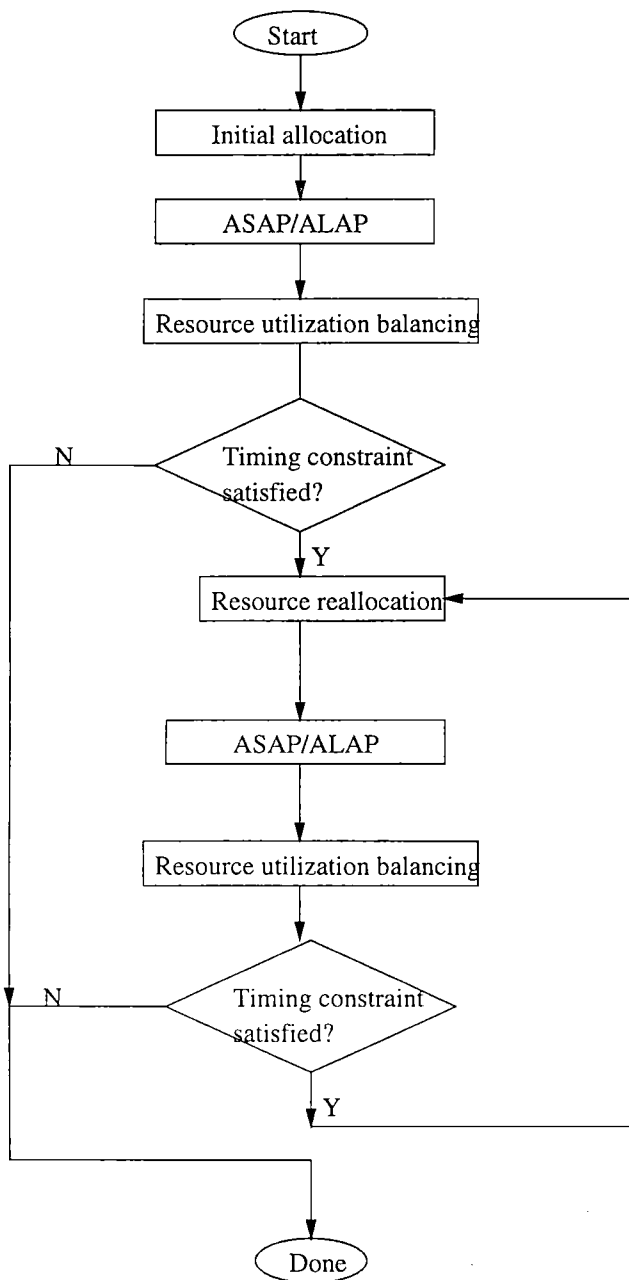 Start
Initial allocation
ASAP/ALAP
Resource utilization balancing
N
Timing constraint
satisfied?
Y
Resource reallocation
ASAP/ALAP
Resource utilization balancing
N
Timing constraint
satisfied?
Y
Done